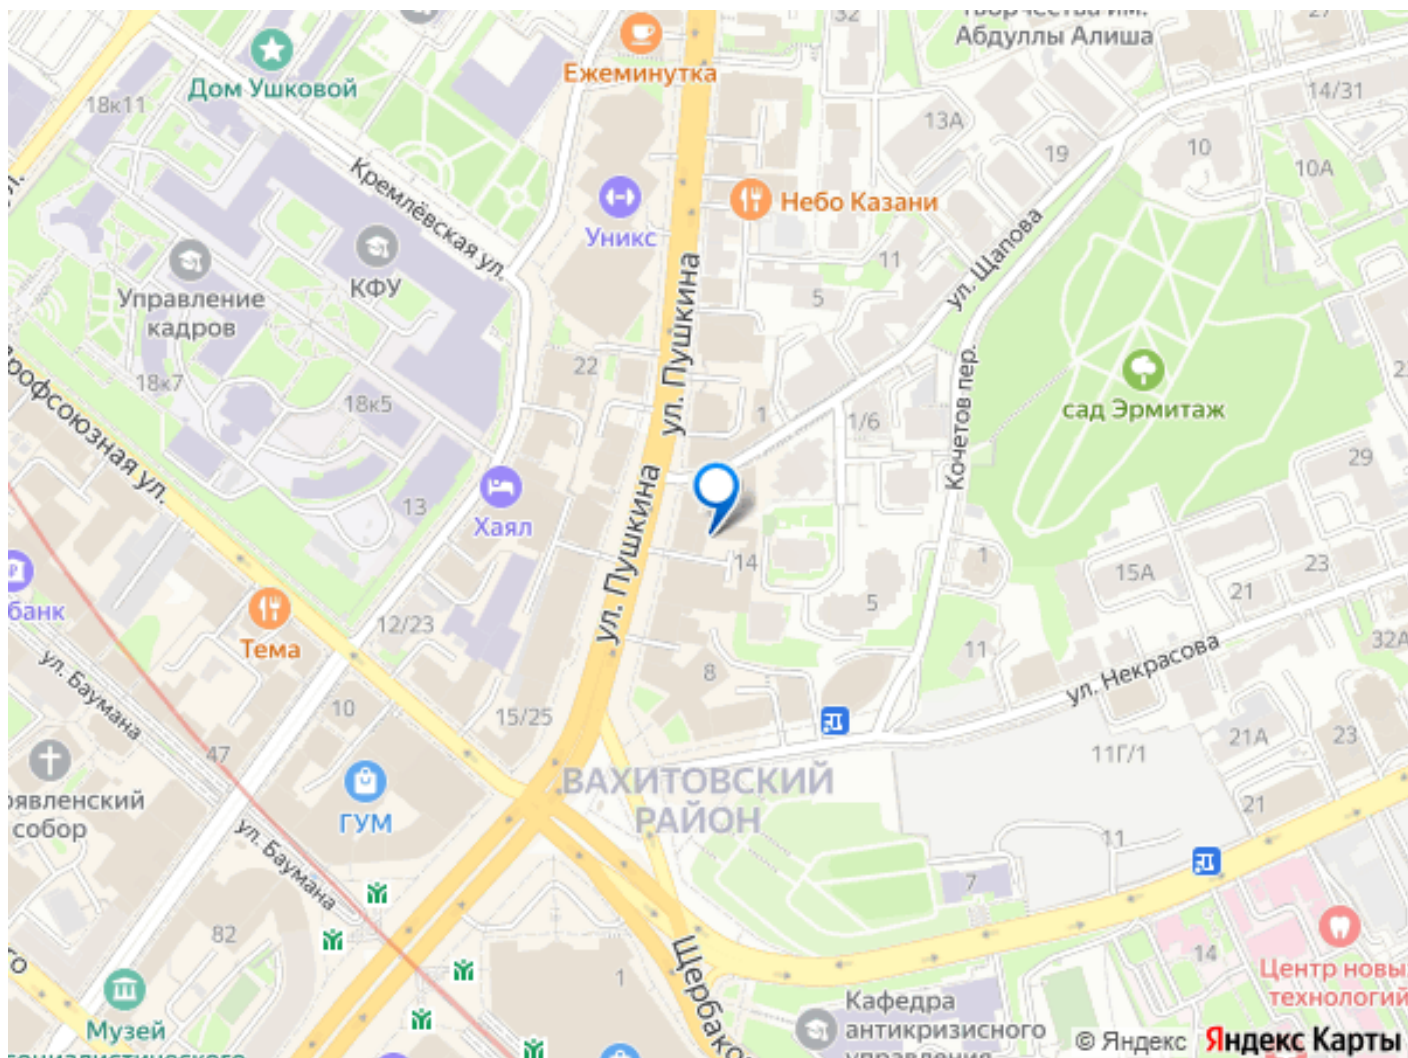 32
27
Абдуллы Алиша
Ежеминутка
Дом Ушковой
18к11
14/31
13А
19
10
10А
Кремлёвская ул.
Небо Казани
Уникс
ул. Щапова
11
КФУ
Управление
кадров
5
ул. Пушкина
22
18к7
18к5
Кочетов пер.
сад Эрмитаж
1
1/6
29
Профсоюзная ул.
13
Хаял
ул. Пушкина
14
1
15А
23
21
банк
Тема
12/23
5
11
32А
ул. Некрасова
ул. Баумана
8
10
15/25
21А
23
47
11Г/1
ВАХИТОВСКИЙ
РАЙОН
ГУМ
собор
21
11
ул. Баумана
7
82
14
1
Щербако
Центр новы
технологий
Кафедра
антикризисного
управления
Музей
© Яндекс Яндекс Карты